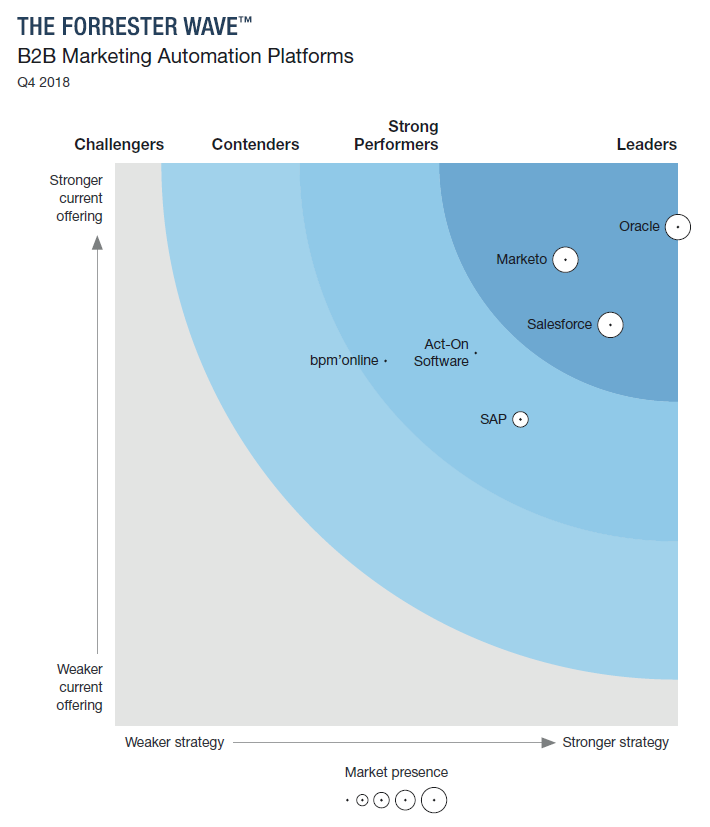 THE FORRESTER WAVE™
B2B Marketing Automation Platforms
Q4 2018
Challengers
Contenders
Strong
Performers
Leaders
Stronger
current
offering
Oracle
Marketo
Salesforce
Act-On
Software
bpm’online
SAP
Weaker
current
offering
Weaker strategy
Stronger strategy
Market presence